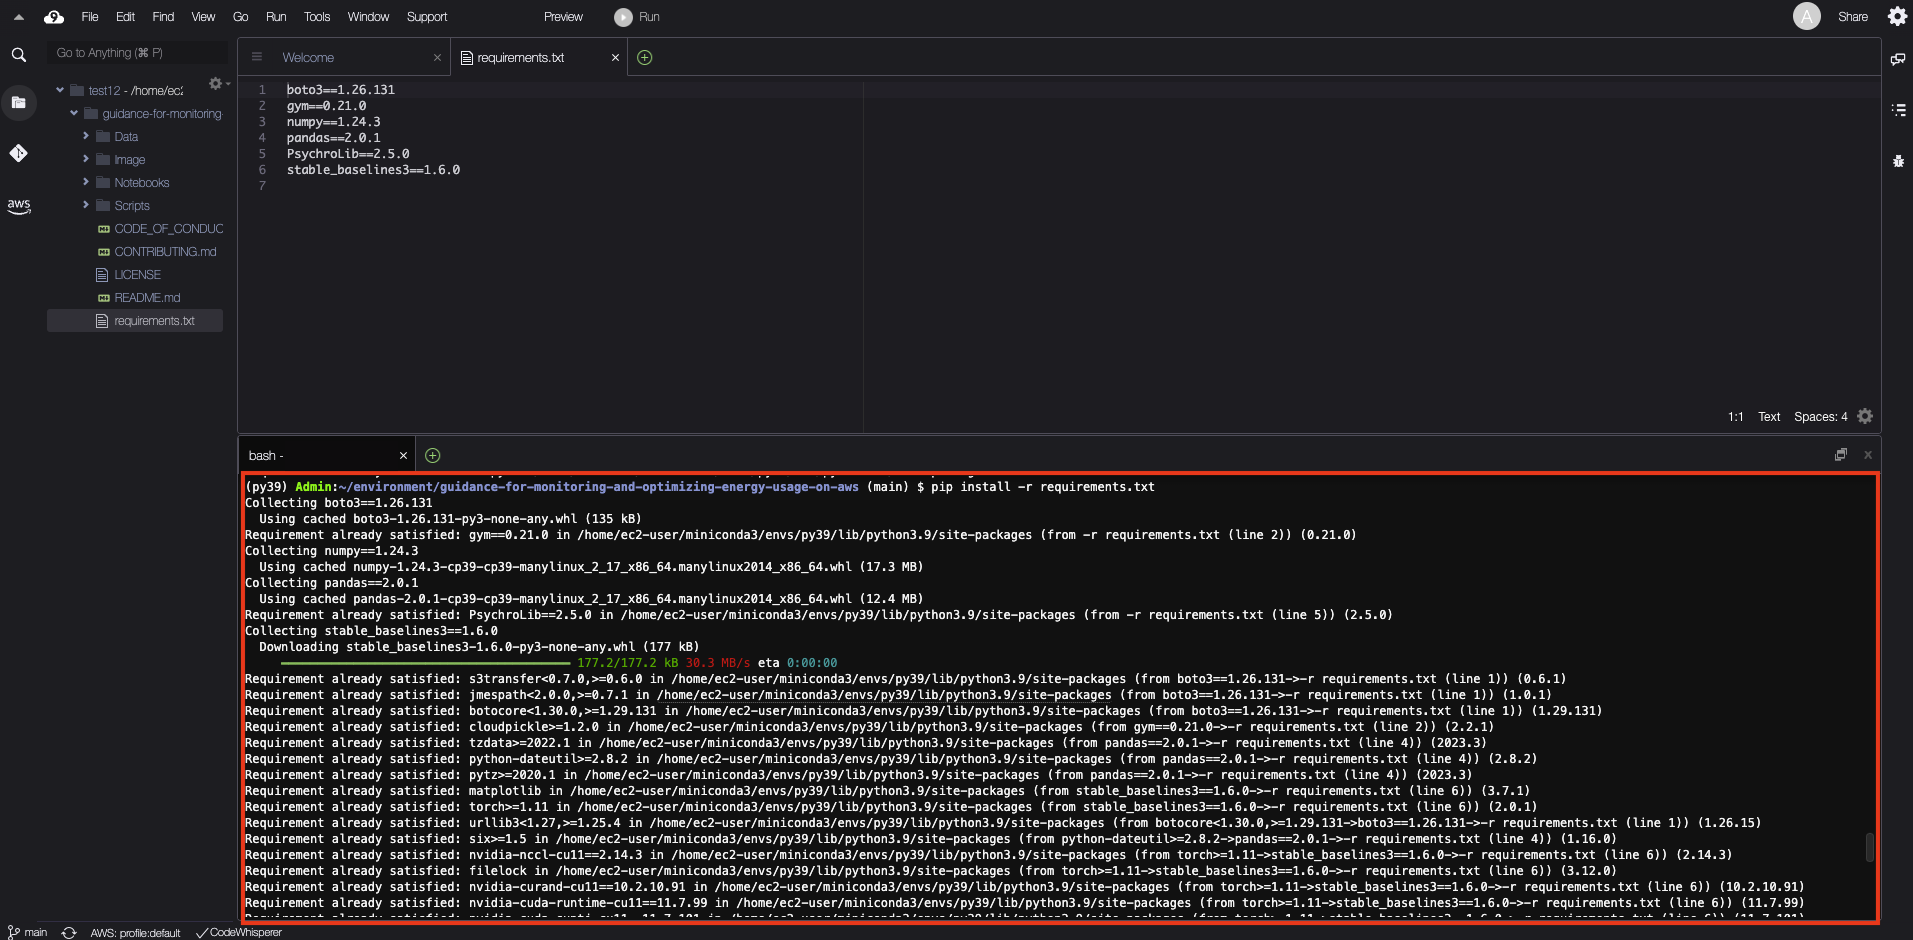 File Edit Find View Go Run Tools Window Support Preview Run A Share
Go to Anything (⌘ P)
Welcome
requirements.txt
test12 - /home/ec2
guidance-for-monitoring-
Data
Image
Notebooks
Scripts
CODE_OF_CONDUC
CONTRIBUTING.md
LICENSE
README.md
requirements.txt
aws
1 boto3==1.26.131
2 gym==0.21.0
3 numpy==1.24.3
4 pandas==2.0.1
5 PsychroLib==2.5.0
6 stable_baselines3==1.6.0
7
1:1 Text Spaces: 4
bash -
(py39) Admin:~/environment/guidance-for-monitoring-and-optimizing-energy-usage-on-aws (main) $ pip install -r requirements.txt
Collecting boto3==1.26.131
Using cached boto3-1.26.131-py3-none-any.whl (135 kB)
Requirement already satisfied: gym==0.21.0 in /home/ec2-user/miniconda3/envs/py39/lib/python3.9/site-packages (from -r requirements.txt (line 2)) (0.21.0)
Collecting numpy==1.24.3
Using cached numpy-1.24.3-cp39-cp39-manylinux_2_17_x86_64.manylinux2014_x86_64.whl (17.3 MB)
Collecting pandas==2.0.1
Using cached pandas-2.0.1-cp39-cp39-manylinux_2_17_x86_64.manylinux2014_x86_64.whl (12.4 MB)
Requirement already satisfied: PsychroLib==2.5.0 in /home/ec2-user/miniconda3/envs/py39/lib/python3.9/site-packages (from -r requirements.txt (line 5)) (2.5.0)
Collecting stable_baselines3==1.6.0
Downloading stable_baselines3-1.6.0-py3-none-any.whl (177 kB)
177.2/177.2 kB 30.3 MB/s eta 0:00:00
Requirement already satisfied: s3transfer<0.7.0,>=0.6.0 in /home/ec2-user/miniconda3/envs/py39/lib/python3.9/site-packages (from boto3==1.26.131->-r requirements.txt (line 1)) (0.6.1)
Requirement already satisfied: jmespath<2.0.0,>=0.7.1 in /home/ec2-user/miniconda3/envs/py39/lib/python3.9/site-packages (from boto3==1.26.131->-r requirements.txt (line 1)) (1.0.1)
Requirement already satisfied: botocore<1.30.0,>=1.29.131 in /home/ec2-user/miniconda3/envs/py39/lib/python3.9/site-packages (from boto3==1.26.131->-r requirements.txt (line 1)) (1.29.131)
Requirement already satisfied: cloudpickle>=1.2.0 in /home/ec2-user/miniconda3/envs/py39/lib/python3.9/site-packages (from gym==0.21.0->-r requirements.txt (line 2)) (2.2.1)
Requirement already satisfied: tzdata>=2022.1 in /home/ec2-user/miniconda3/envs/py39/lib/python3.9/site-packages (from pandas==2.0.1->-r requirements.txt (line 4)) (2023.3)
Requirement already satisfied: python-dateutil>=2.8.2 in /home/ec2-user/miniconda3/envs/py39/lib/python3.9/site-packages (from pandas==2.0.1->-r requirements.txt (line 4)) (2.8.2)
Requirement already satisfied: pytz>=2020.1 in /home/ec2-user/miniconda3/envs/py39/lib/python3.9/site-packages (from pandas==2.0.1->-r requirements.txt (line 4)) (2023.3)
Requirement already satisfied: matplotlib in /home/ec2-user/miniconda3/envs/py39/lib/python3.9/site-packages (from stable_baselines3==1.6.0->-r requirements.txt (line 6)) (3.7.1)
Requirement already satisfied: torch>=1.11 in /home/ec2-user/miniconda3/envs/py39/lib/python3.9/site-packages (from stable_baselines3==1.6.0->-r requirements.txt (line 6)) (2.0.1)
Requirement already satisfied: urllib3<1.27,>=1.25.4 in /home/ec2-user/miniconda3/envs/py39/lib/python3.9/site-packages (from botocore<1.30.0,>=1.29.131->boto3==1.26.131->-r requirements.txt (line 1)) (1.26.15)
Requirement already satisfied: six>=1.5 in /home/ec2-user/miniconda3/envs/py39/lib/python3.9/site-packages (from python-dateutil>=2.8.2->pandas==2.0.1->-r requirements.txt (line 4)) (1.16.0)
Requirement already satisfied: nvidia-nccl-cu11==2.14.3 in /home/ec2-user/miniconda3/envs/py39/lib/python3.9/site-packages (from torch>=1.11->stable_baselines3==1.6.0->-r requirements.txt (line 6)) (2.14.3)
Requirement already satisfied: filelock in /home/ec2-user/miniconda3/envs/py39/lib/python3.9/site-packages (from torch>=1.11->stable_baselines3==1.6.0->-r requirements.txt (line 6)) (3.12.0)
Requirement already satisfied: nvidia-curand-cu11==10.2.10.91 in /home/ec2-user/miniconda3/envs/py39/lib/python3.9/site-packages (from torch>=1.11->stable_baselines3==1.6.0->-r requirements.txt (line 6)) (10.2.10.91)
Requirement already satisfied: nvidia-cuda-runtime-cu11==11.7.99 in /home/ec2-user/miniconda3/envs/py39/lib/python3.9/site-packages (from torch>=1.11->stable_baselines3==1.6.0->-r requirements.txt (line 6)) (11.7.99)
main AWS: profile:default CodeWhisperer